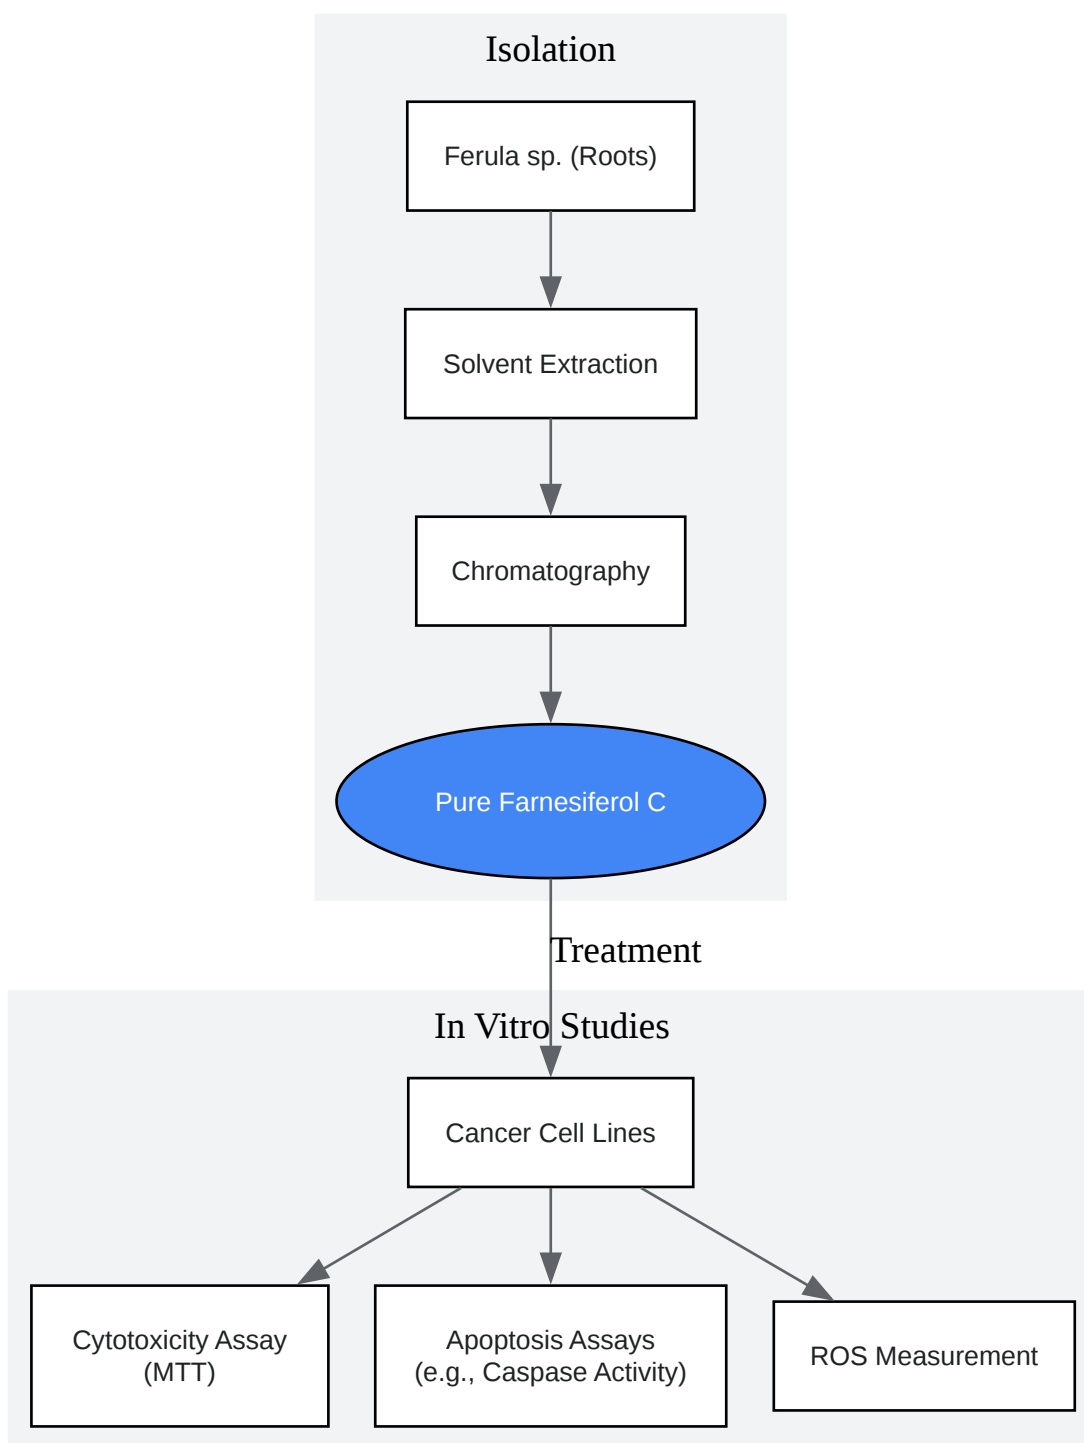 Isolation
Ferula sp. (Roots)
Solvent Extraction
Chromatography
Pure Farnesiferol C
Treatment
In Vitro Studies
Cancer Cell Lines
Cytotoxicity Assay
(MTT)
Apoptosis Assays
(e.g., Caspase Activity)
ROS Measurement